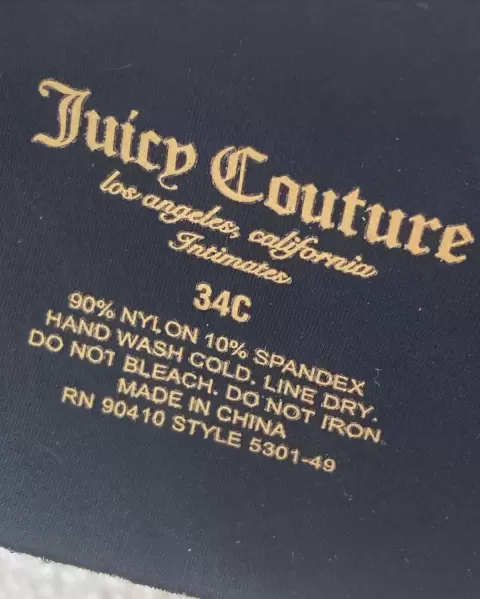 Juicy Couture
los angeles, california
Intimates
34C
90% NYLON 10% SPANDEX
HAND WASH COLD. LINE DRY.
DO NOT BLEACH. DO NOT IRON.
MADE IN CHINA
RN 90410 STYLE 5301-49